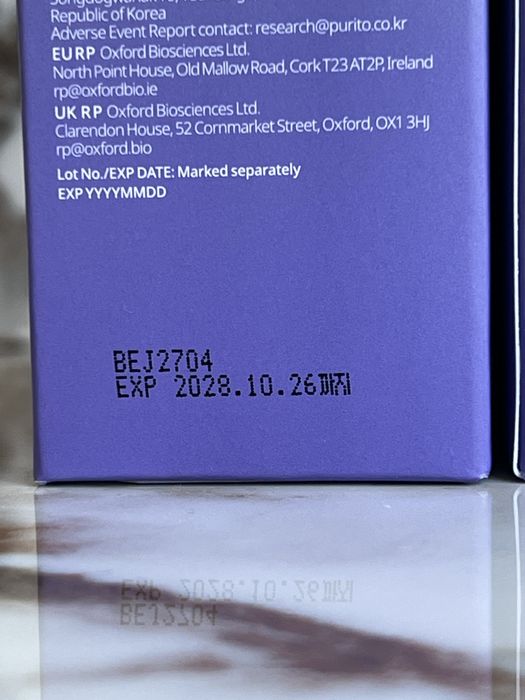 Republic of Korea
Adverse Event Report contact: research@purito.co.kr
EU RP Oxford Biosciences Ltd.
North Point House, Old Mallow Road, Cork T23 AT2P, Ireland
rp@oxfordbio.ie
UK RP Oxford Biosciences Ltd.
Clarendon House, 52 Cornmarket Street, Oxford, OX1 3HJ
rp@oxford.bio
Lot No./EXP DATE: Marked separately
EXP YYYYMMDD
BEJ2704
EXP 2028.10.26까지